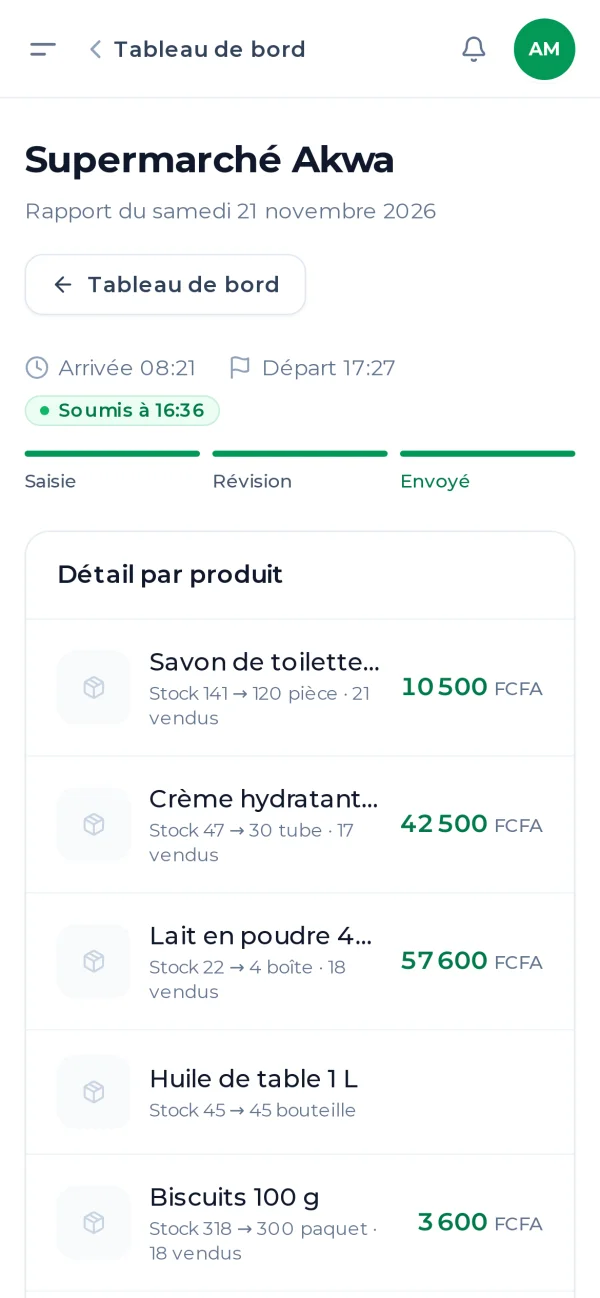 Tableau de bord
AM
Supermarché Akwa
Rapport du samedi 21 novembre 2026
← Tableau de bord
Arrivée 08:21 Départ 17:27
Soumis à 16:36
Saisie Révision Envoyé
Détail par produit
Savon de toilette...
Stock 141 → 120 pièce · 21
vendus
10 500 FCFA
Crème hydratant...
Stock 47 → 30 tube · 17
vendus
42 500 FCFA
Lait en poudre 4...
Stock 22 → 4 boîte · 18
vendus
57 600 FCFA
Huile de table 1 L
Stock 45 → 45 bouteille
Biscuits 100 g
Stock 318 → 300 paquet ·
18 vendus
3 600 FCFA